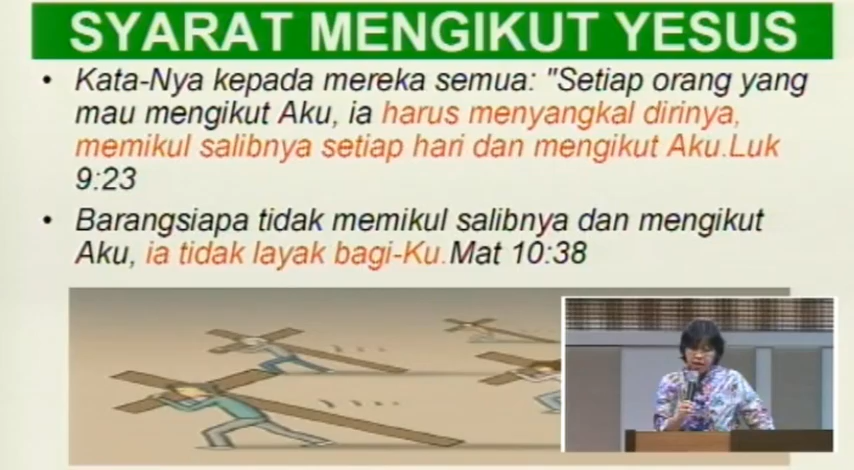 SYARAT MENGIKUT YESUS
• Kata-Nya kepada mereka semua: "Setiap orang yang
mau mengikut Aku, ia harus menyangkal dirinya,
memikul salibnya setiap hari dan mengikut Aku.Luk
9:23
• Barangsiapa tidak memikul salibnya dan mengikut
Aku, ia tidak layak bagi-Ku.Mat 10:38